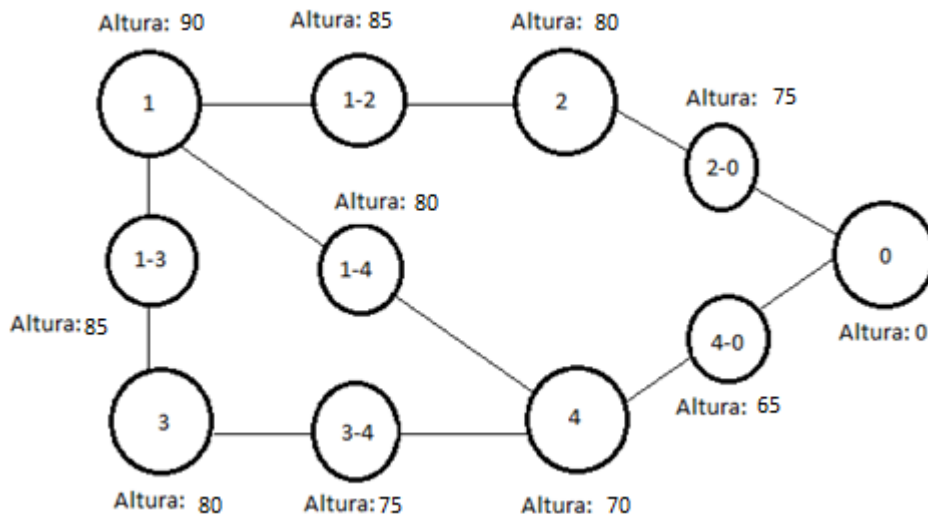 Altura: 90
Altura: 85
Altura: 80
1
1-2
2
Altura: 75
2-0
Altura: 80
1-3
1-4
0
Altura: 85
Altura: 0
4-0
Altura: 65
3
3-4
4
Altura: 80
Altura: 75
Altura: 70